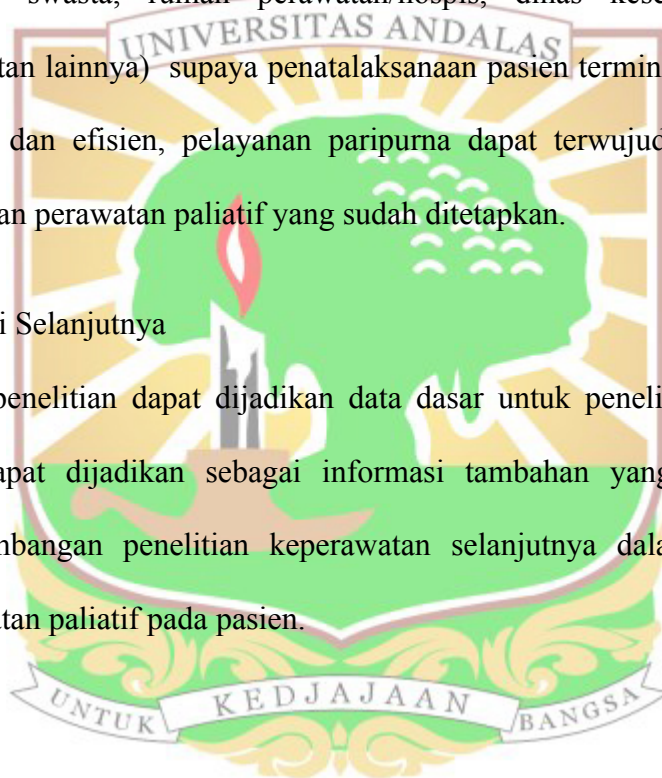 swasta, rumah perawatan/hospis, dinas kese
UNIVERSITAS ANDALAS
tan lainnya) supaya penatalaksanaan pasien termin
dan efisien, pelayanan paripurna dapat terwujud
an perawatan paliatif yang sudah ditetapkan.
i Selanjutnya
penelitian dapat dijadikan data dasar untuk peneli
apat dijadikan sebagai informasi tambahan yang
mbangan penelitian keperawatan selanjutnya dala
atan paliatif pada pasien.
UNTUK KEDJAJAAN BANGSA